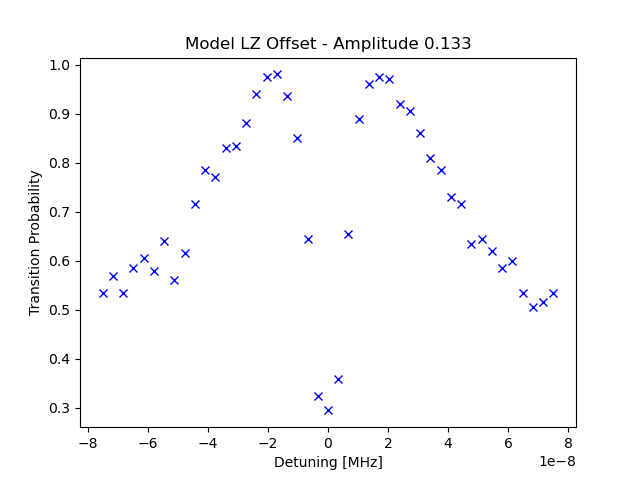 Model LZ Offset - Amplitude 0.133
Transition Probability
1.0
0.9
0.8
0.7
0.6
0.5
0.4
0.3
−8 −6 −4 −2 0 2 4 6 8
1e−8
Detuning [MHz]